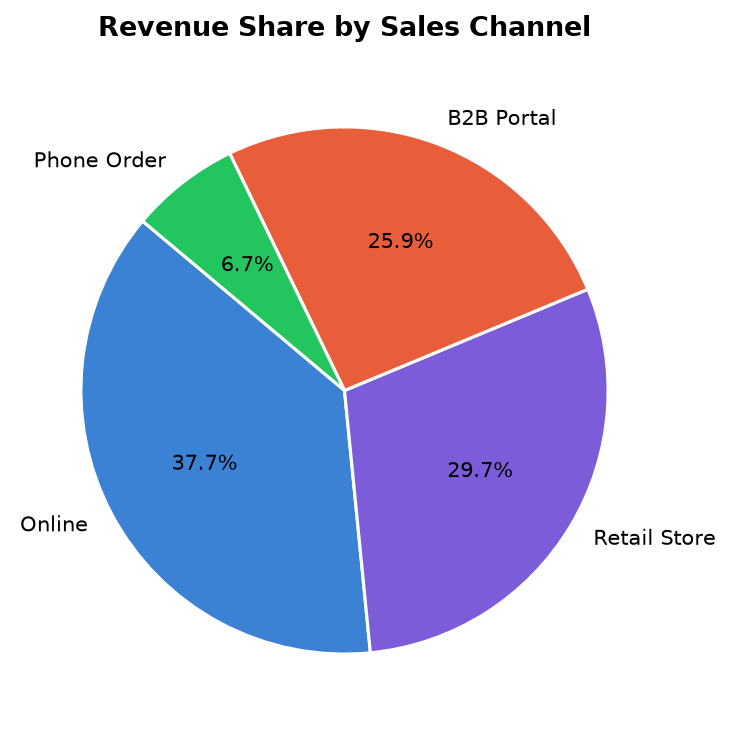 Revenue Share by Sales Channel
B2B Portal
Phone Order
25.9%
6.7%
37.7%
29.7%
Online
Retail Store